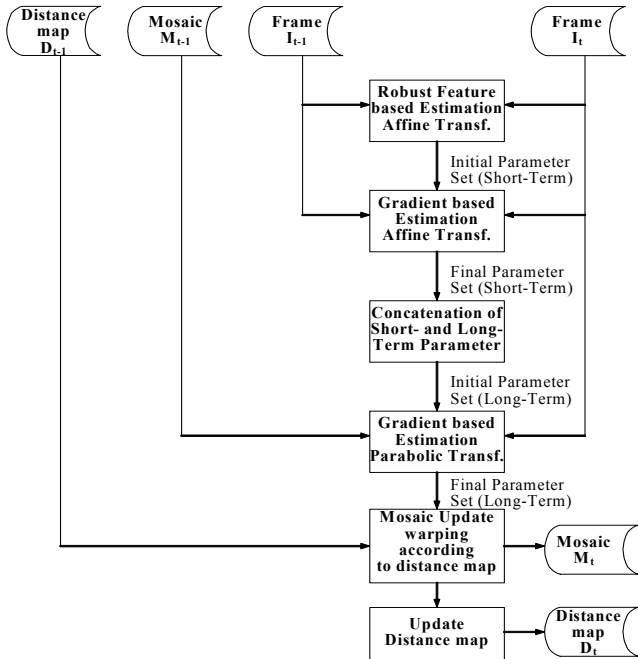 Distance
map
Dt-1
Mosaic
Mt-1
Frame
It-1
Frame
It
Robust Feature
based Estimation
Affine Transf.
Initial Parameter
Set (Short-Term)
Gradient based
Estimation
Affine Transf.
Final Parameter
Set (Short-Term)
Concatenation of
Short- and Long-
Term Parameter
Initial Parameter
Set (Long-Term)
Gradient based
Estimation
Parabolic Transf.
Final Parameter
Set (Long-Term)
Mosaic Update
warping
according
to distance map
Mosaic
Mt
Update
Distance map
Distance
map
Dt